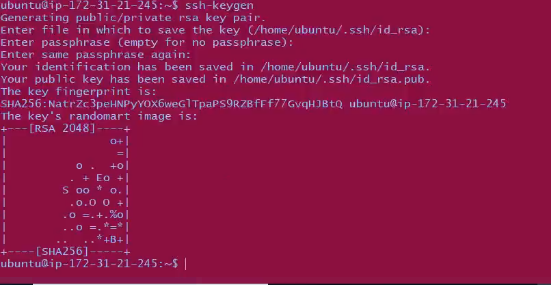 ubuntu@ip-172-31-21-245:~$ ssh-keygen
Generating public/private rsa key pair.
Enter file in which to save the key (/home/ubuntu/.ssh/id_rsa):
Enter passphrase (empty for no passphrase):
Enter same passphrase again:
Your identification has been saved in /home/ubuntu/.ssh/id_rsa.
Your public key has been saved in /home/ubuntu/.ssh/id_rsa.pub.
The key fingerprint is:
SHA256:NatrZc3peHNPyYOX6weGlTpaPS9RZBfFf77GvqHJBtQ ubuntu@ip-172-31-21-245
The key's randomart image is:
+---[RSA 2048]----+
|               o+|
|                =|
|          o .  +o|
|         . + Eo +|
|        S oo * o.|
|         .o.O O +|
|        .o =.+.%o|
|        ..o =.*=*|
|       ..  ..*+B+|
+----[SHA256]-----+
ubuntu@ip-172-31-21-245:~$